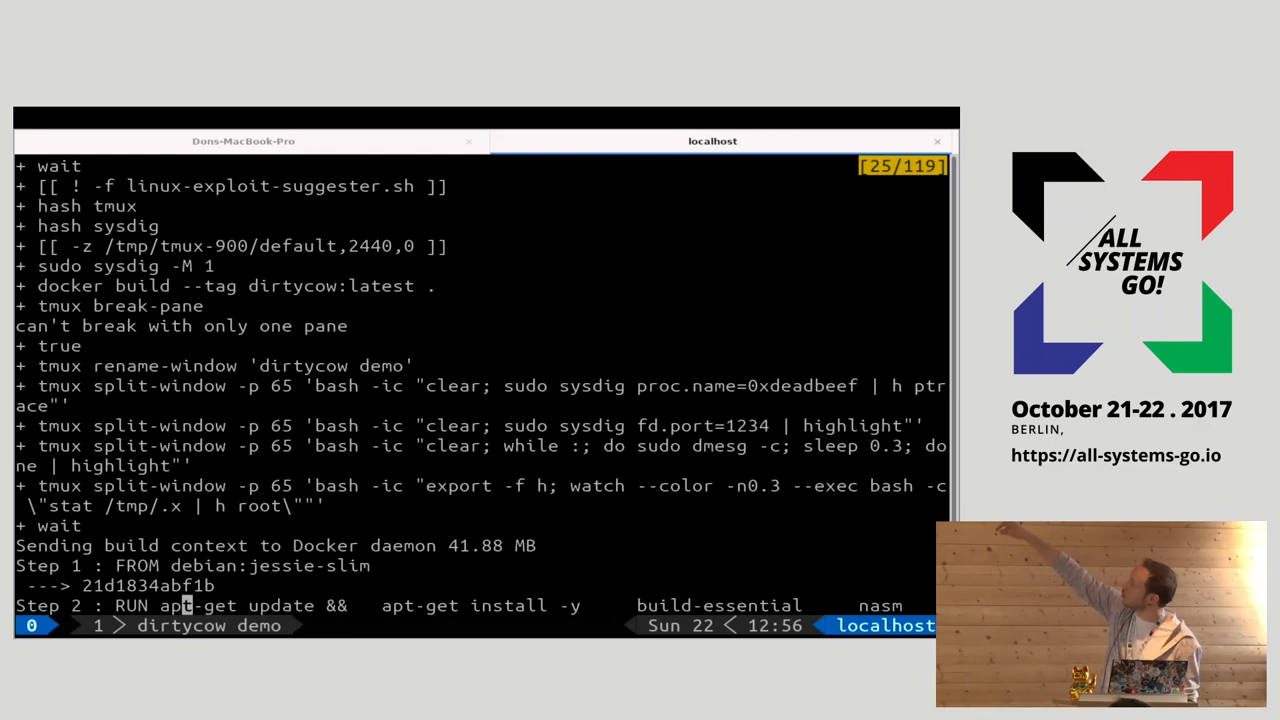 Dons-MacBook-Pro ×
localhost ×
+ wait
[25/119]
+ [[ ! -f linux-exploit-suggester.sh ]]
+ hash tmux
+ hash sysdig
+ [[ -z /tmp/tmux-900/default,2440,0 ]]
+ sudo sysdig -M 1
+ docker build --tag dirtycow:latest .
+ tmux break-pane
can't break with only one pane
+ true
+ tmux rename-window 'dirtycow demo'
+ tmux split-window -p 65 'bash -ic "clear; sudo sysdig proc.name=0xdeadbeef | h ptr
ace"'
+ tmux split-window -p 65 'bash -ic "clear; sudo sysdig fd.port=1234 | highlight"'
+ tmux split-window -p 65 'bash -ic "clear; while :; do sudo dmesg -c; sleep 0.3; do
ne | highlight"'
+ tmux split-window -p 65 'bash -ic "export -f h; watch --color -n0.3 --exec bash -c
\"stat /tmp/.x | h root\""'
+ wait
Sending build context to Docker daemon 41.88 MB
Step 1 : FROM debian:jessie-slim
---> 21d1834abf1b
Step 2 : RUN apt-get update && apt-get install -y build-essential nasm
0 1 > dirtycow demo Sun 22 < 12:56 localhost
ALL
SYSTEMS
GO!
October 21-22 . 2017
BERLIN,
https://all-systems-go.io